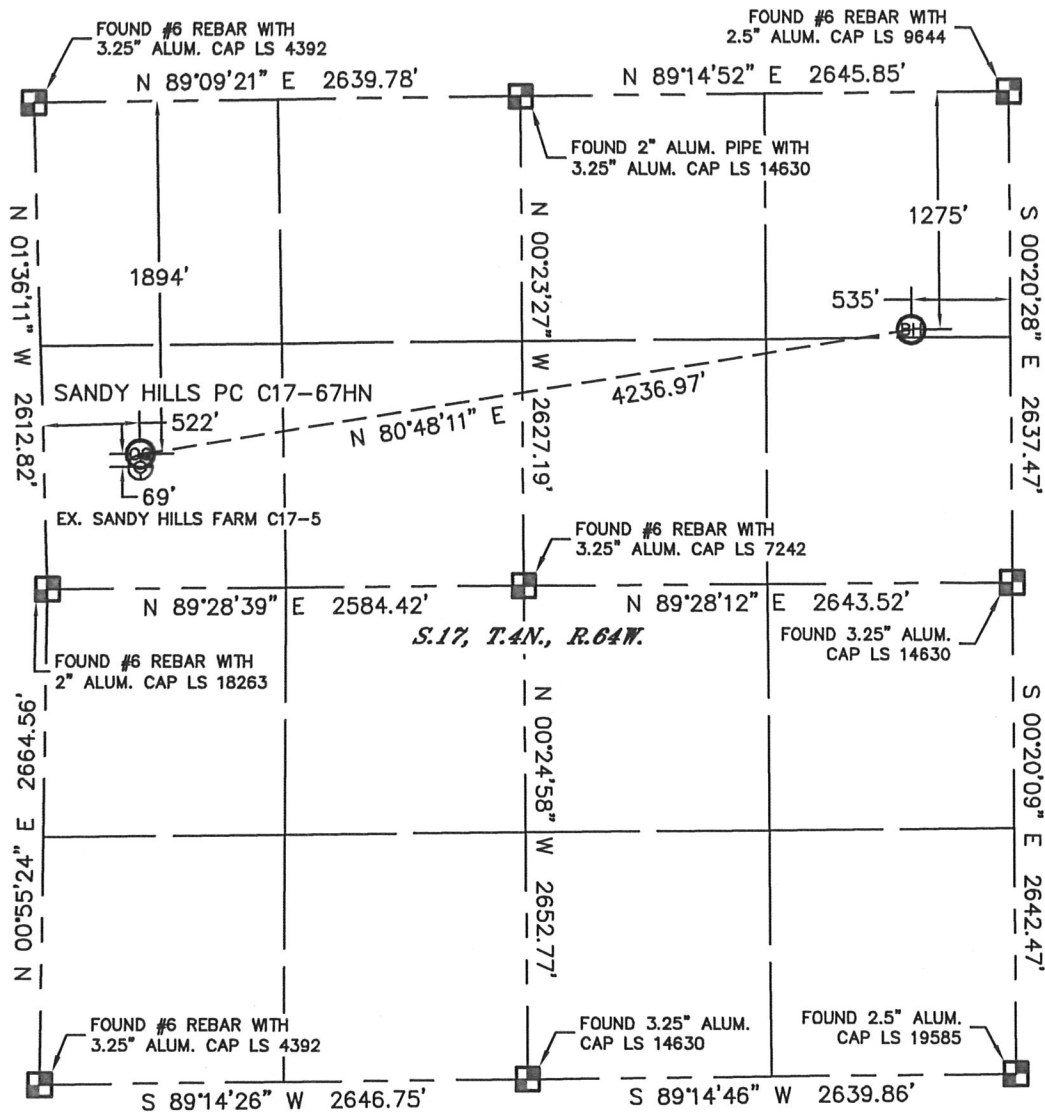 FOUND #6 REBAR WITH
3.25" ALUM. CAP LS 4392
FOUND #6 REBAR WITH
2.5" ALUM. CAP LS 9644
N 89°09'21" E 2639.78'
N 89°14'52" E 2645.85'
FOUND 2" ALUM. PIPE WITH
3.25" ALUM. CAP LS 14630
N 01°36'11" W 2612.82'
1894'
N 00°23'27" W 2627.19'
1275'
535'
S 00°20'28" E 2637.47'
BH
SANDY HILLS PC C17-67HN
522'
N 80°48'11" E 4236.97'
OG
69'
EX. SANDY HILLS FARM C17-5
FOUND #6 REBAR WITH
3.25" ALUM. CAP LS 7242
N 89°28'39" E 2584.42'
N 89°28'12" E 2643.52'
S.17, T.4N., R.64W.
FOUND 3.25" ALUM.
CAP LS 14630
FOUND #6 REBAR WITH
2" ALUM. CAP LS 18263
N 00°55'24" E 2664.56'
N 00°24'58" W 2652.77'
S 00°20'09" E 2642.47'
FOUND #6 REBAR WITH
3.25" ALUM. CAP LS 4392
FOUND 3.25" ALUM.
CAP LS 14630
FOUND 2.5" ALUM.
CAP LS 19585
S 89°14'26" W 2646.75'
S 89°14'46" W 2639.86'